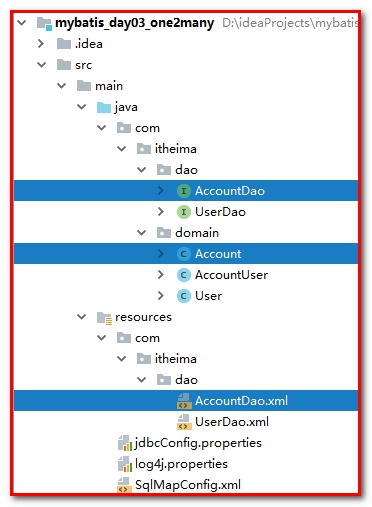 mybatis_day03_one2many D:\ideaProjects\mybatis
.idea
src
main
java
com
itheima
dao
AccountDao
UserDao
domain
Account
AccountUser
User
resources
com
itheima
dao
AccountDao.xml
UserDao.xml
jdbcConfig.properties
log4j.properties
SqlMapConfig.xml